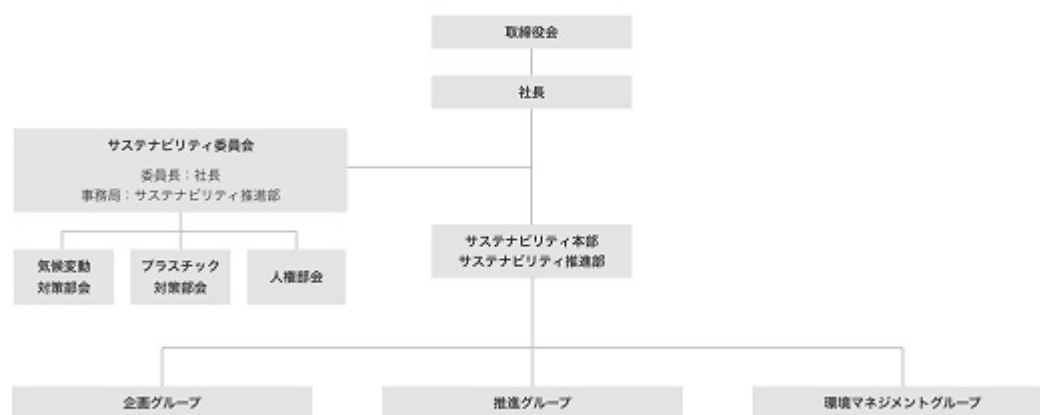 取締役会
社長
サステナビリティ委員会
委員長：社長
事務局：サステナビリティ推進部
サステナビリティ本部
サステナビリティ推進部
気候変動
対策部会
プラスチック
対策部会
人権部会
企画グループ
推進グループ
環境マネジメントグループ